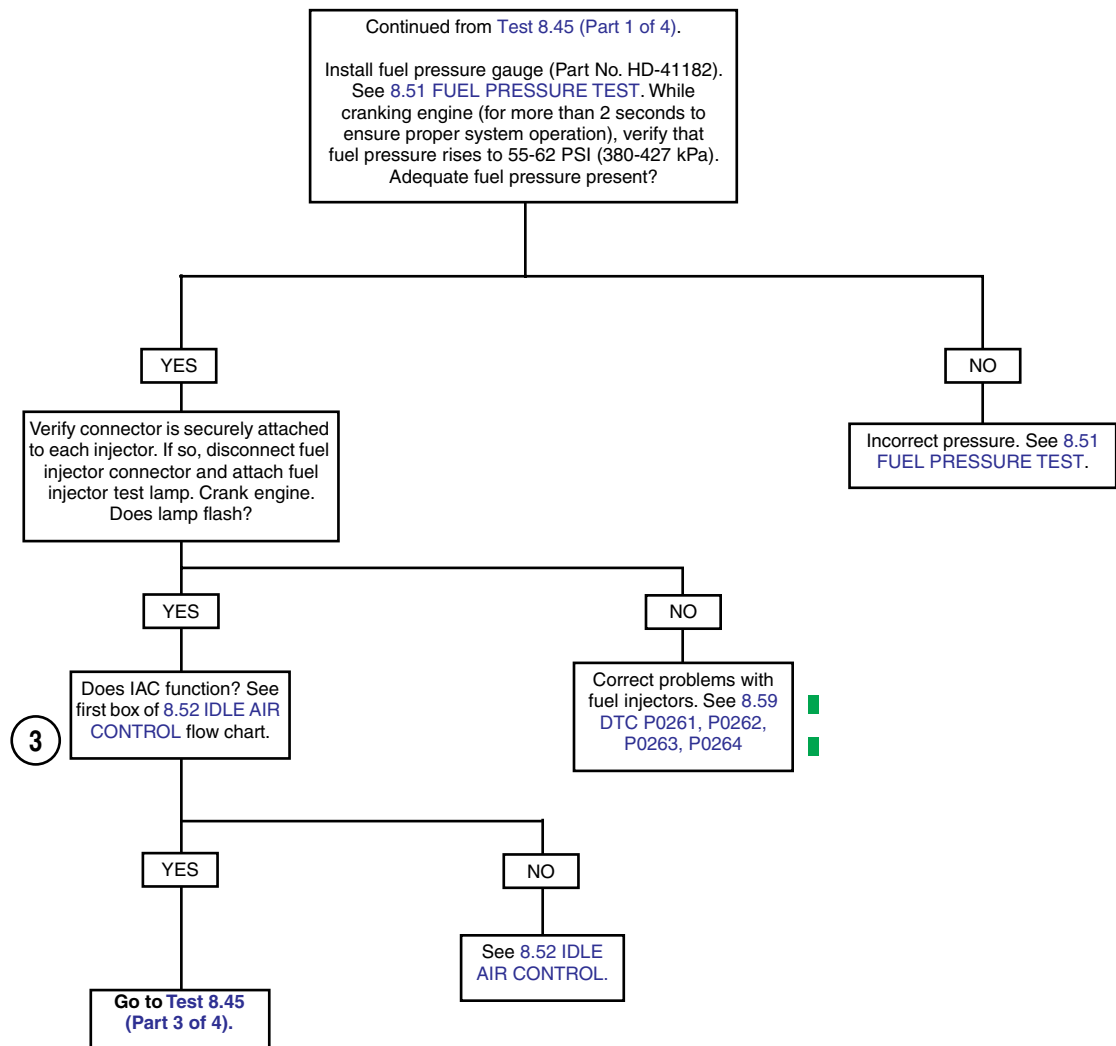 Continued from Test 8.45 (Part 1 of 4).
Install fuel pressure gauge (Part No. HD-41182).
See 8.51 FUEL PRESSURE TEST. While
cranking engine (for more than 2 seconds to
ensure proper system operation), verify that
fuel pressure rises to 55-62 PSI (380-427 kPa).
Adequate fuel pressure present?
YES
NO
Verify connector is securely attached
to each injector. If so, disconnect fuel
injector connector and attach fuel
injector test lamp. Crank engine.
Does lamp flash?
Incorrect pressure. See 8.51
FUEL PRESSURE TEST.
YES
NO
Does IAC function? See
first box of 8.52 IDLE AIR
CONTROL flow chart.
3
Correct problems with
fuel injectors. See 8.59
DTC P0261, P0262,
P0263, P0264
YES
NO
See 8.52 IDLE
AIR CONTROL.
Go to Test 8.45
(Part 3 of 4).